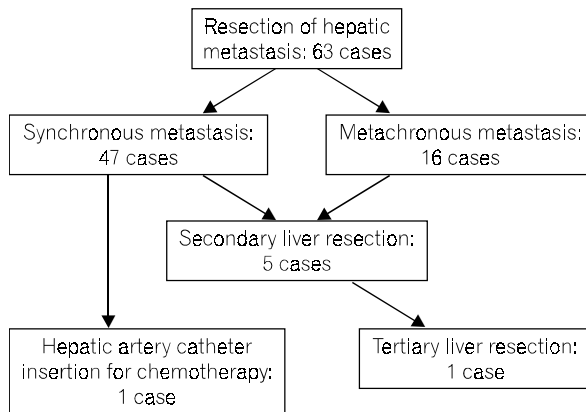 Resection of hepatic
metastasis: 63 cases
Synchronous metastasis:
47 cases
Metachronous metastasis:
16 cases
Secondary liver resection:
5 cases
Hepatic artery catheter
insertion for chemotherapy:
1 case
Tertiary liver resection:
1 case